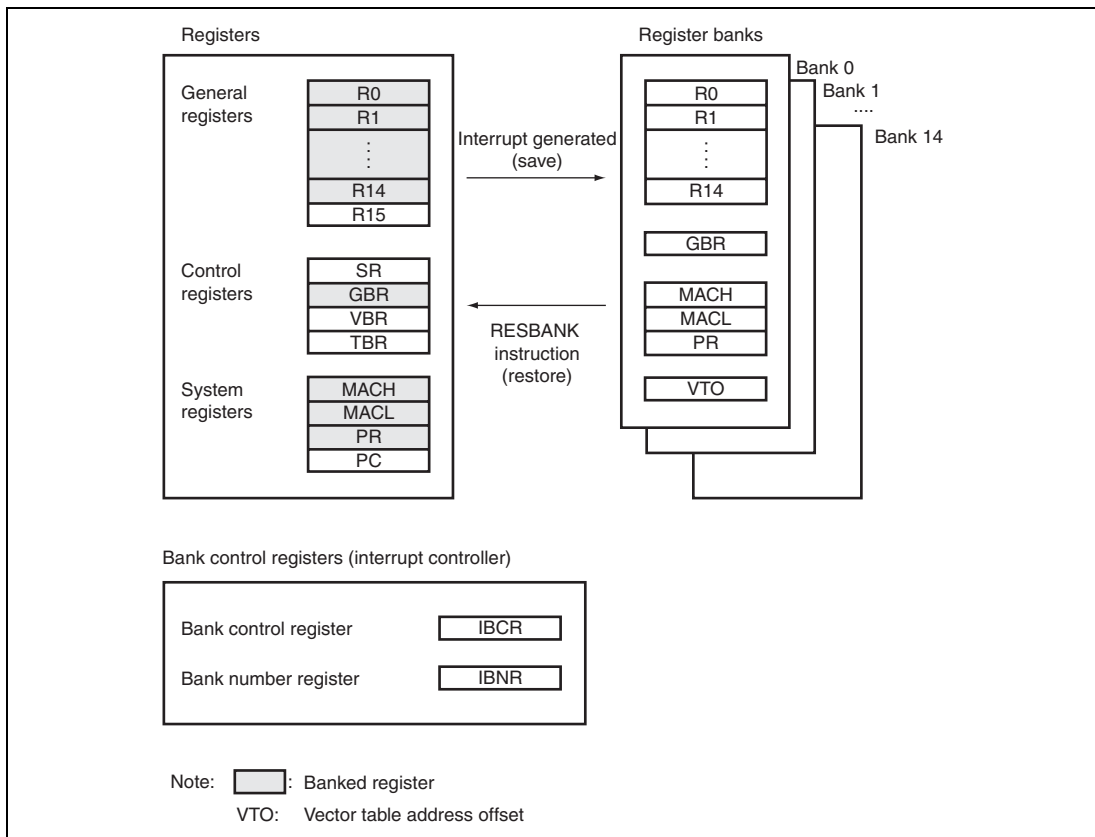 Registers
General
registers
R0
R1
⋮
R14
R15
Control
registers
SR
GBR
VBR
TBR
System
registers
MACH
MACL
PR
PC
Interrupt generated
(save)
RESBANK
instruction
(restore)
Register banks
Bank 0
Bank 1
....
Bank 14
R0
R1
⋮
R14
GBR
MACH
MACL
PR
VTO
Bank control registers (interrupt controller)
Bank control register IBCR
Bank number register IBNR
Note: : Banked register
VTO: Vector table address offset